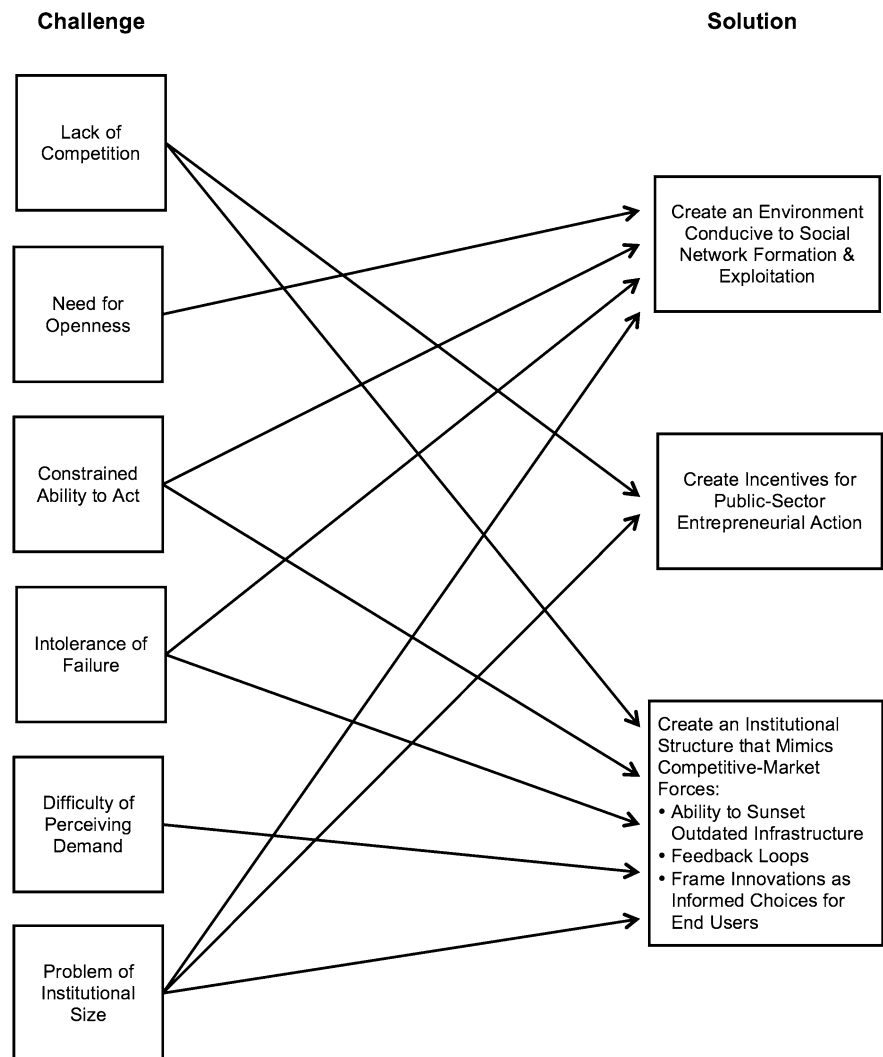 Challenge
Solution
Lack of
Competition
Need for
Openness
Constrained
Ability to Act
Intolerance of
Failure
Difficulty of
Perceiving
Demand
Problem of
Institutional
Size
Create an Environment
Conducive to Social
Network Formation &
Exploitation
Create Incentives for
Public-Sector
Entrepreneurial Action
Create an Institutional
Structure that Mimics
Competitive-Market
Forces:
• Ability to Sunset
Outdated Infrastructure
• Feedback Loops
• Frame Innovations as
Informed Choices for
End Users